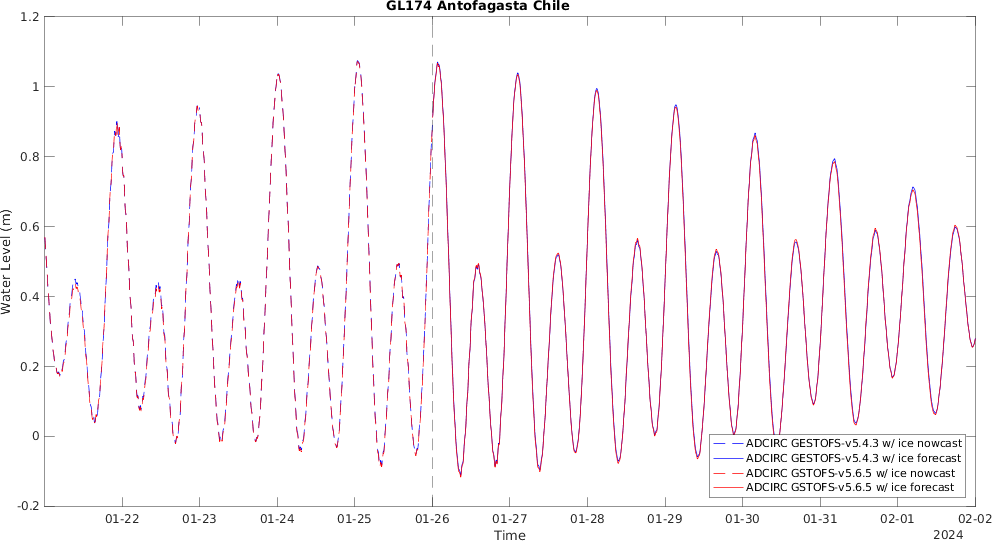 GL174 Antofagasta Chile
1.2
1
0.8
0.6
0.4
0.2
0
-0.2
Water Level (m)
01-22 01-23 01-24 01-25 01-26 01-27 01-28 01-29 01-30 01-31 02-01 02-02
Time
2024
ADCIRC GESTOFS-v5.4.3 w/ ice nowcast
ADCIRC GESTOFS-v5.4.3 w/ ice forecast
ADCIRC GSTOFS-v5.6.5 w/ ice nowcast
ADCIRC GSTOFS-v5.6.5 w/ ice forecast